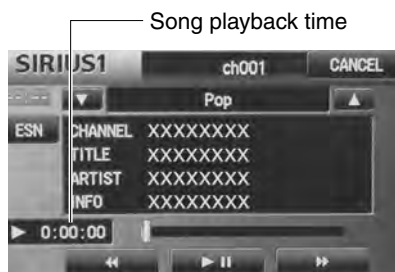 Song playback time
SIRIUS1 ch001 CANCEL
--:-- ▼ Pop ▲
ESN CHANNEL XXXXXXXX
TITLE XXXXXXXX
ARTIST XXXXXXXX
INFO XXXXXXXX
▶ 0:00:00